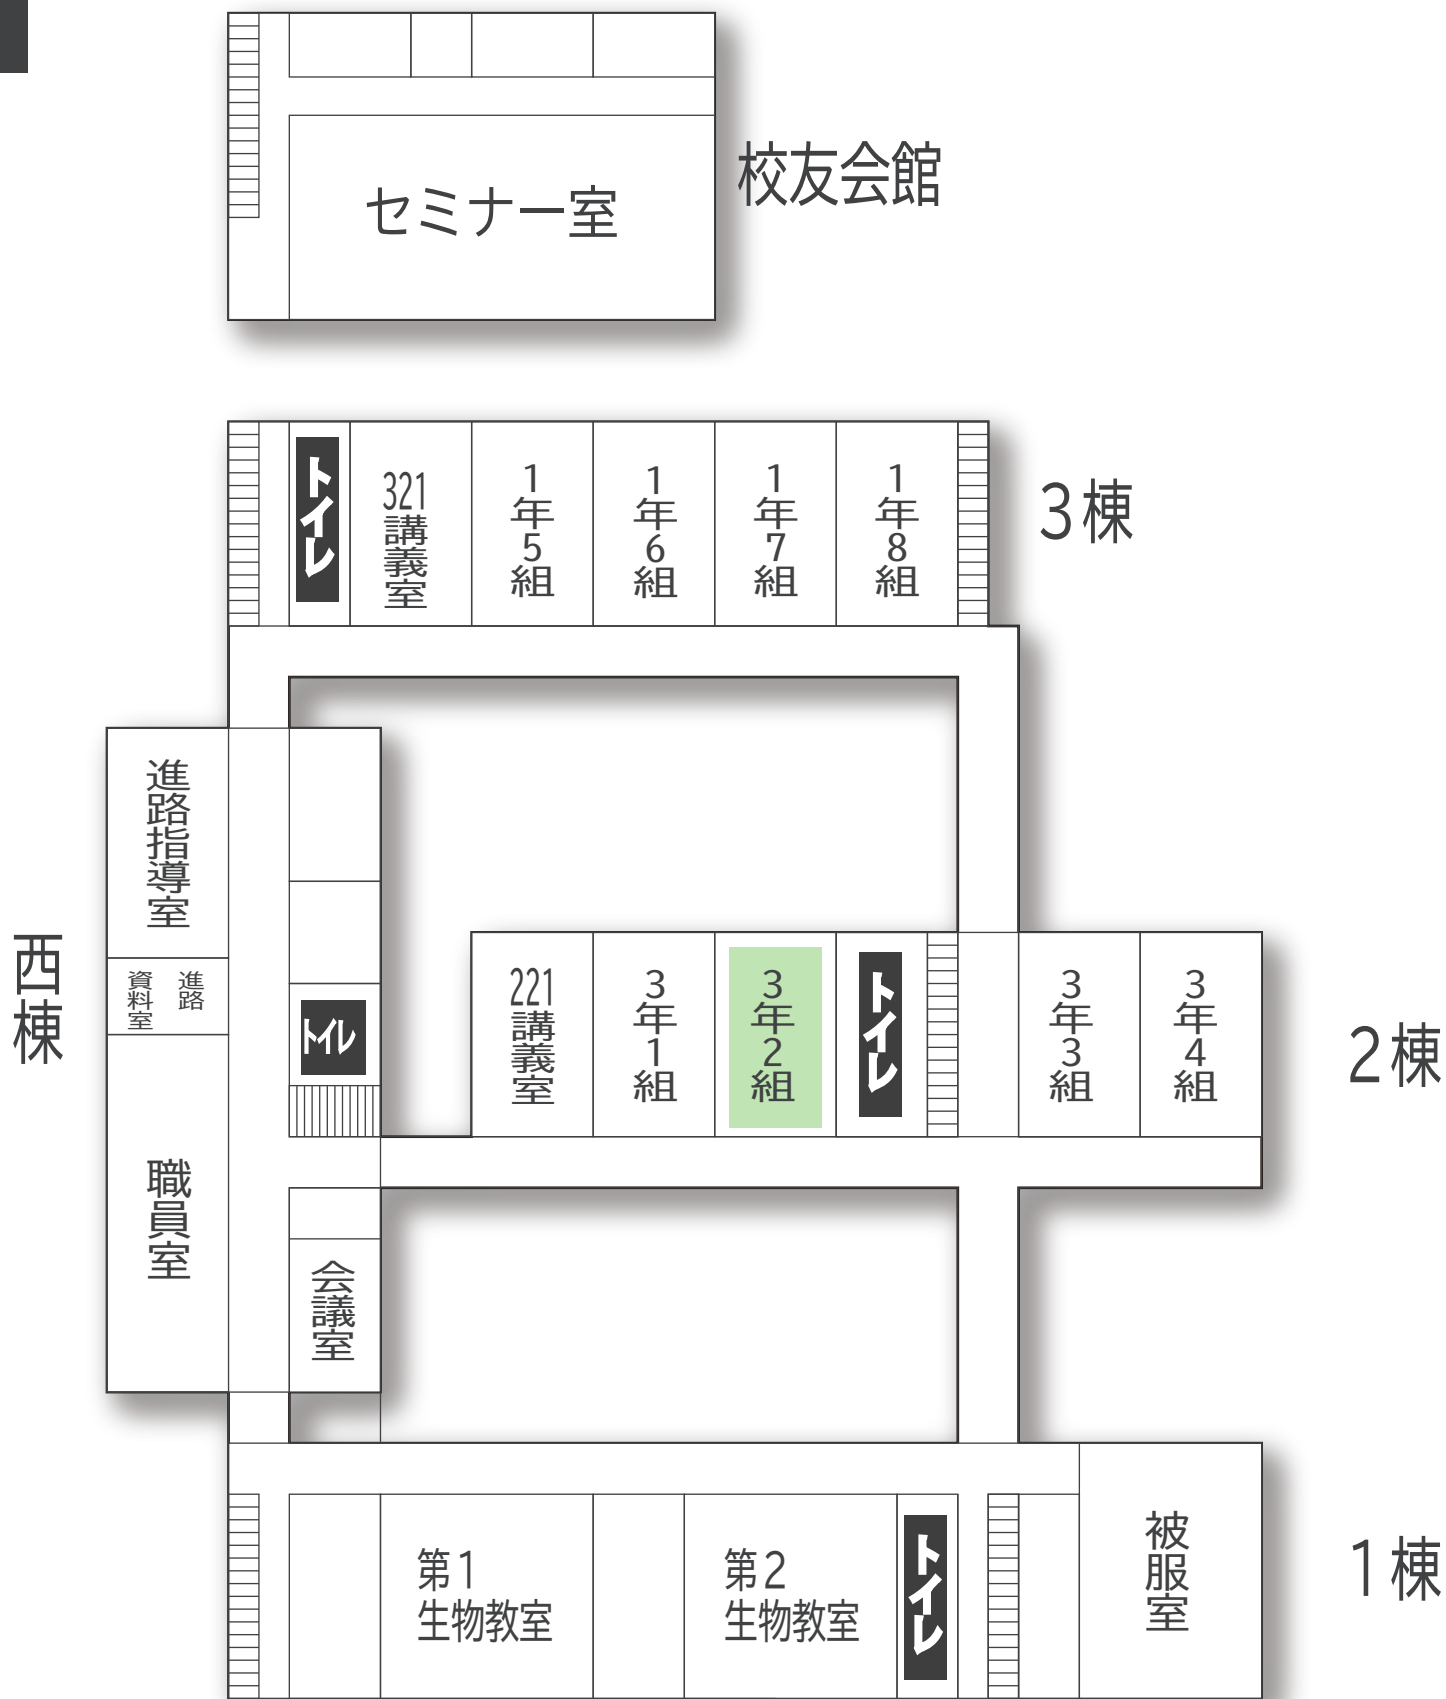 セミナー室
校友会館
トイレ
321講義室
1年5組
1年6組
1年7組
1年8組
3棟
進路指導室
進路
資料室
職員室
西棟
トイレ
会議室
221講義室
3年1組
3年2組
トイレ
3年3組
3年4組
2棟
第1
生物教室
第2
生物教室
トイレ
被服室
1棟